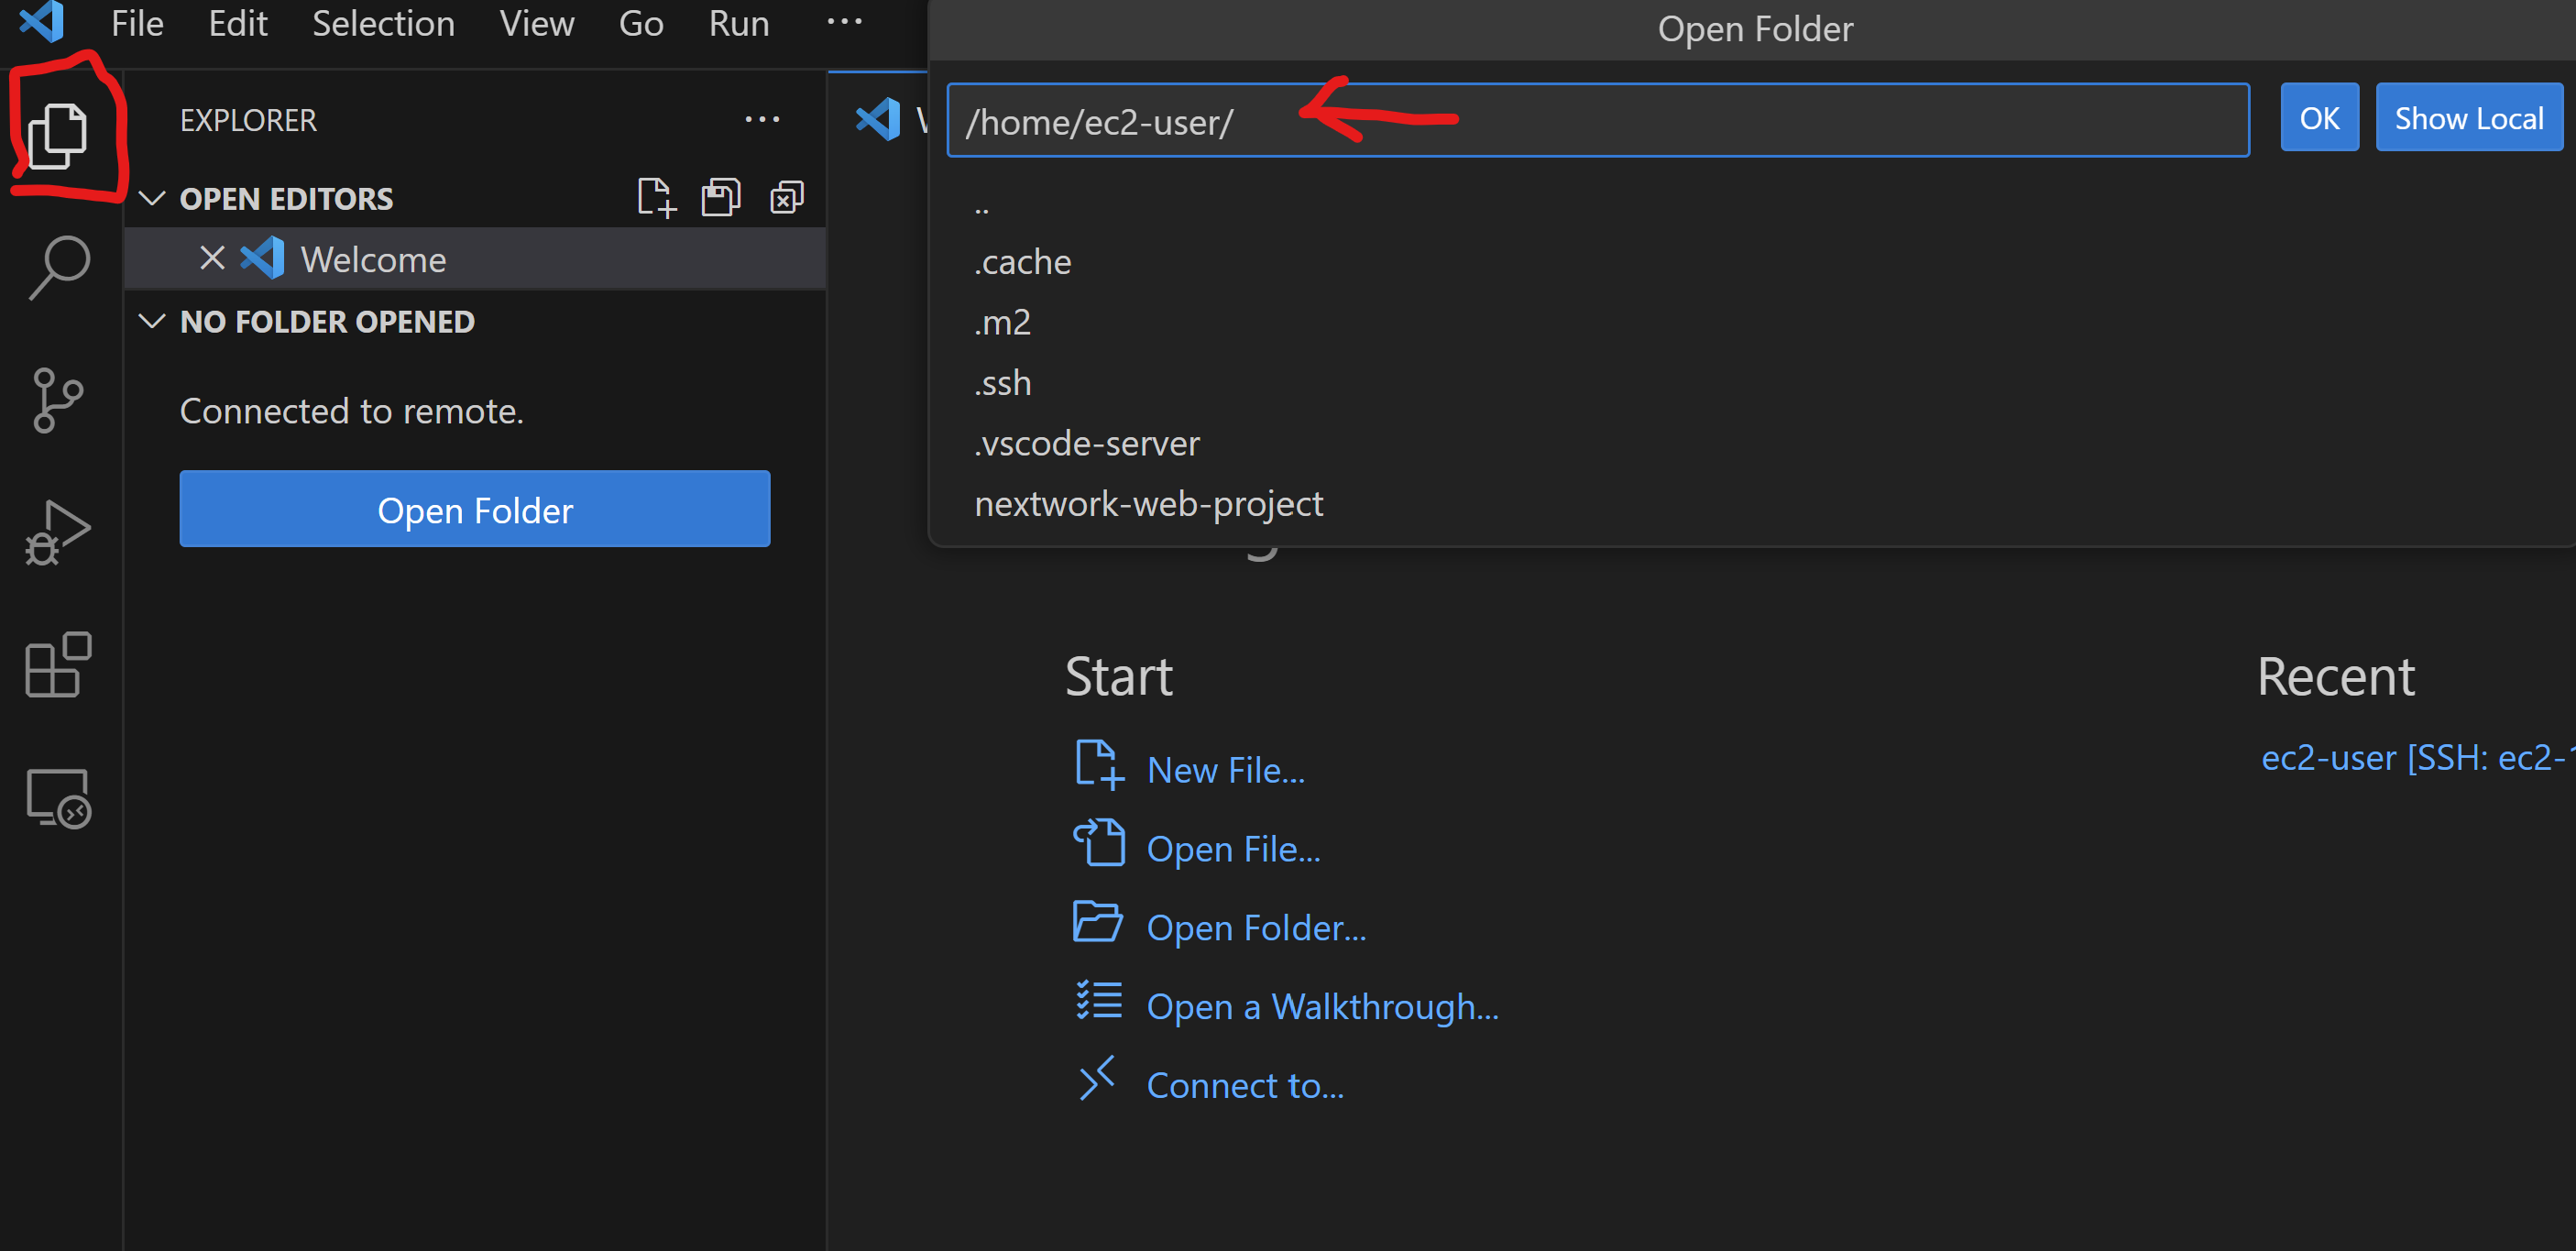 File Edit Selection View Go Run ...
Open Folder
/home/ec2-user/
OK
Show Local
..
.cache
.m2
.ssh
.vscode-server
nextwork-web-project
EXPLORER
OPEN EDITORS
Welcome
NO FOLDER OPENED
Connected to remote.
Open Folder
Start
New File...
Open File...
Open Folder...
Open a Walkthrough...
Connect to...
Recent
ec2-user [SSH: ec2-